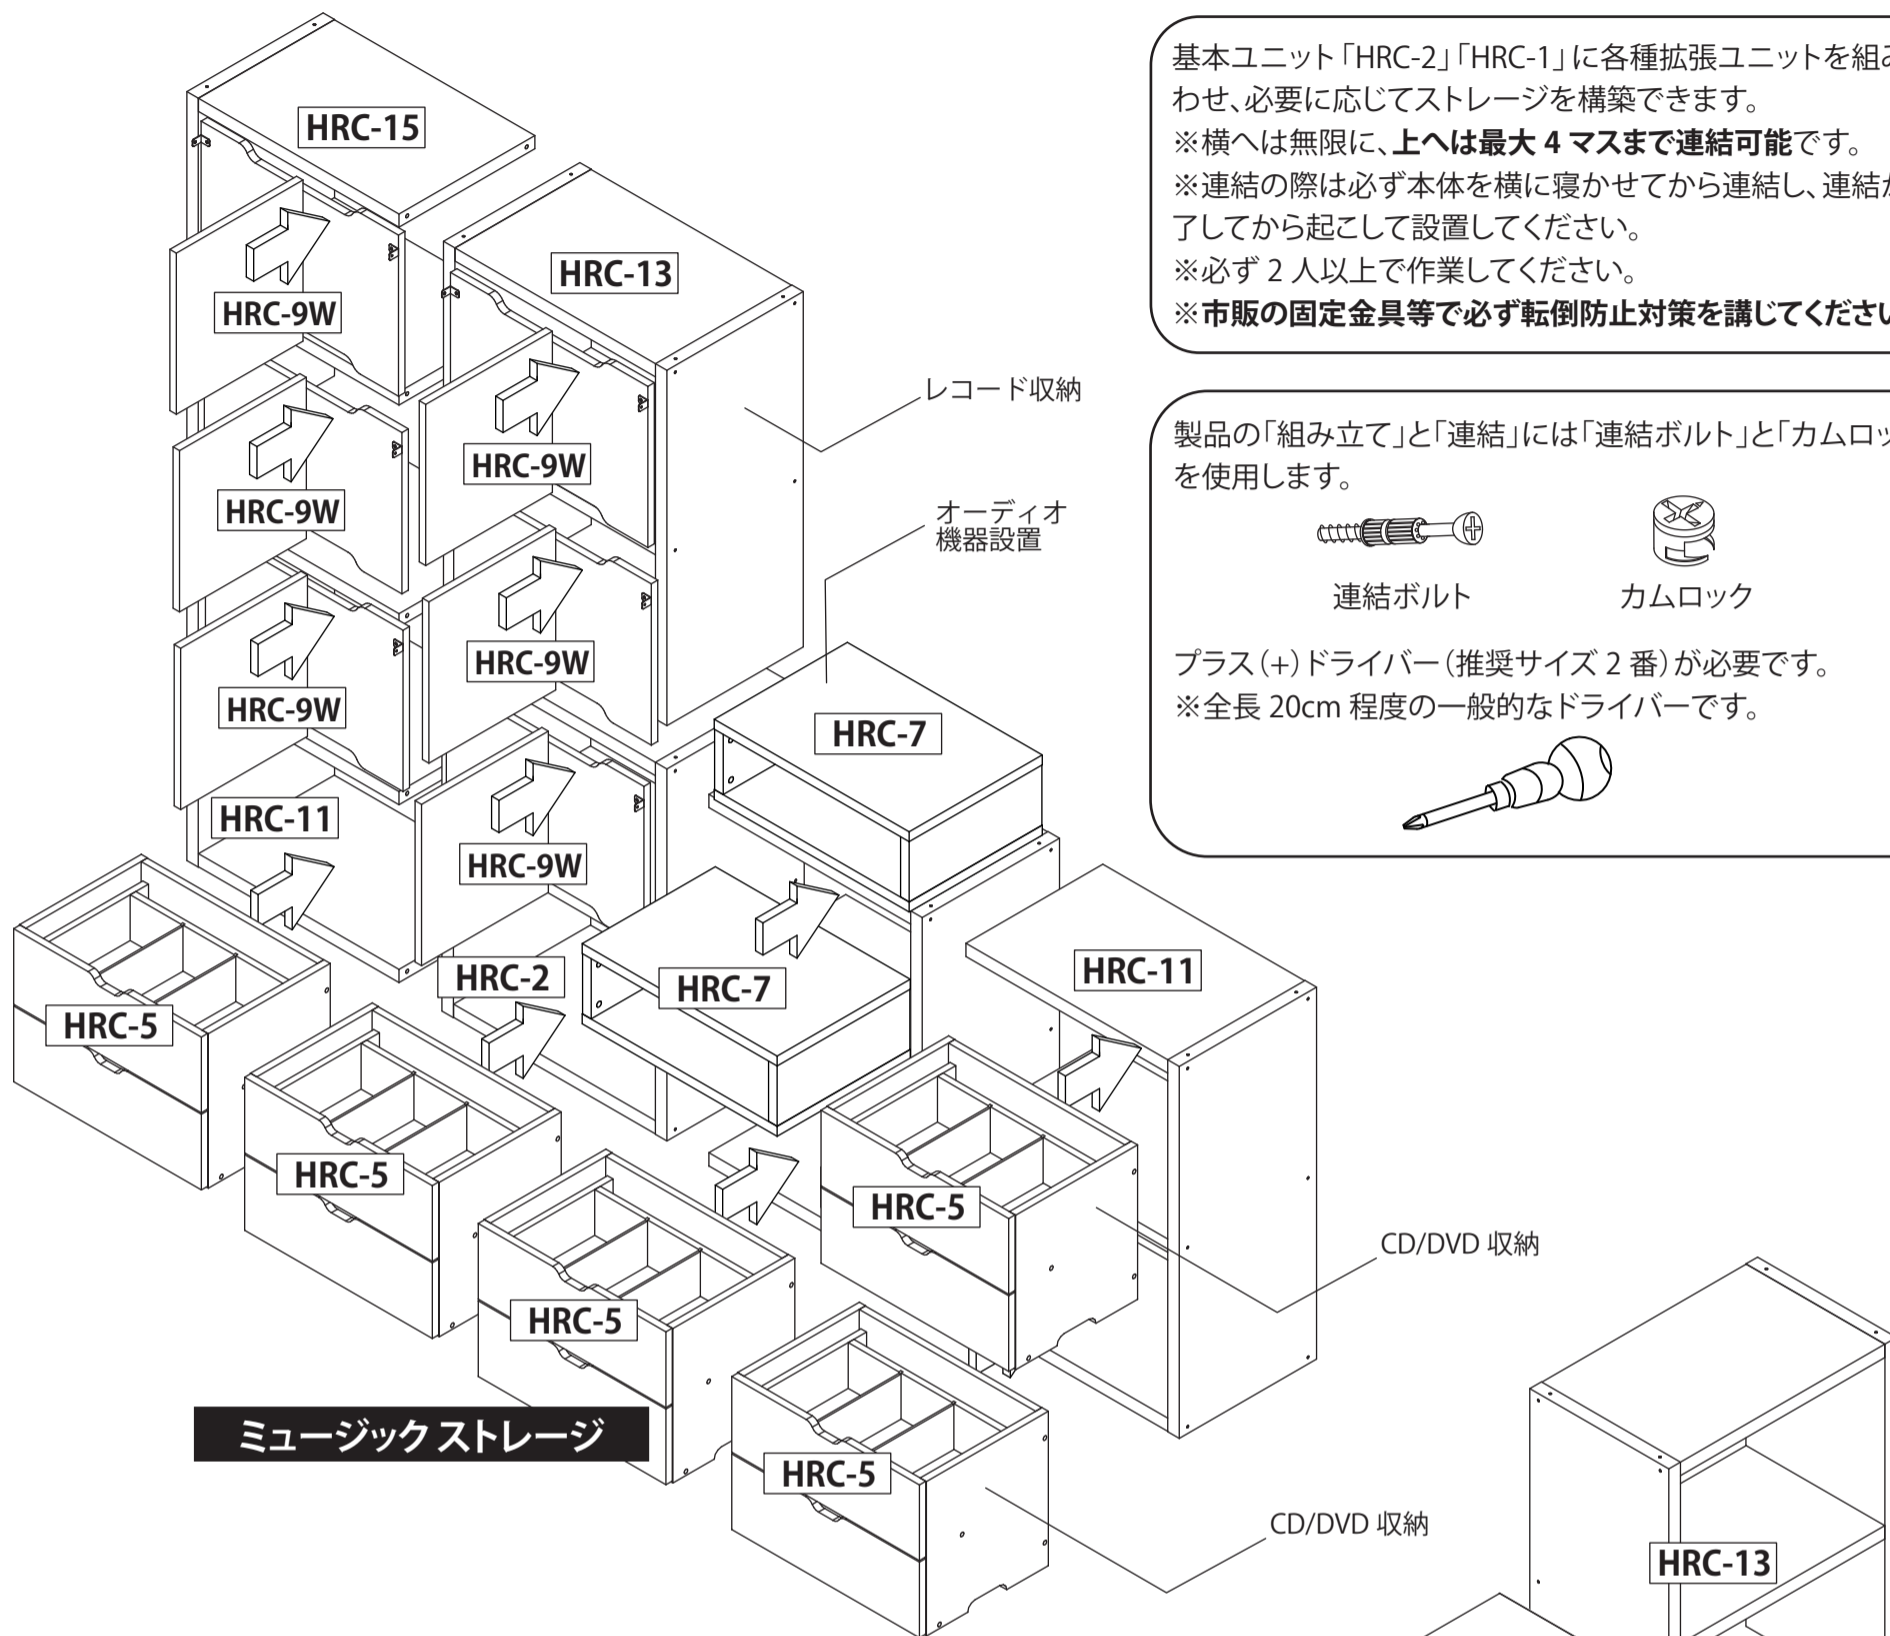 基本ユニット「HRC-2」「HRC-1」に各種拡張ユニットを組み
わせ、必要に応じてストレージを構築できます。
※横へは無限に、上へは最大 4 マスまで連結可能です。
※連結の際は必ず本体を横に寝かせてから連結し、連結が
了してから起こして設置してください。
※必ず 2 人以上で作業してください。
※市販の固定金具等で必ず転倒防止対策を講じてください
製品の「組み立て」と「連結」には「連結ボルト」と「カムロッ
を使用します。
連結ボルト
カムロック
プラス(+)ドライバー(推奨サイズ 2 番)が必要です。
※全長 20cm 程度の一般的なドライバーです。
HRC-15
HRC-13
HRC-9W
レコード収納
HRC-9W
HRC-9W
オーディオ
機器設置
HRC-9W
HRC-9W
HRC-7
HRC-11
HRC-9W
HRC-2
HRC-7
HRC-11
HRC-5
HRC-5
HRC-5
CD/DVD 収納
HRC-5
ミュージック ストレージ
HRC-5
CD/DVD 収納
HRC-13